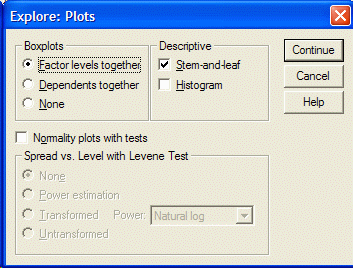 Explore: Plots
Boxplots
Factor levels together
Dependents together
None
Descriptive
Stem-and-leaf
Histogram
Continue
Cancel
Help
Normality plots with tests
Spread vs. Level with Levene Test
None
Power estimation
Transformed Power: Natural log
Untransformed